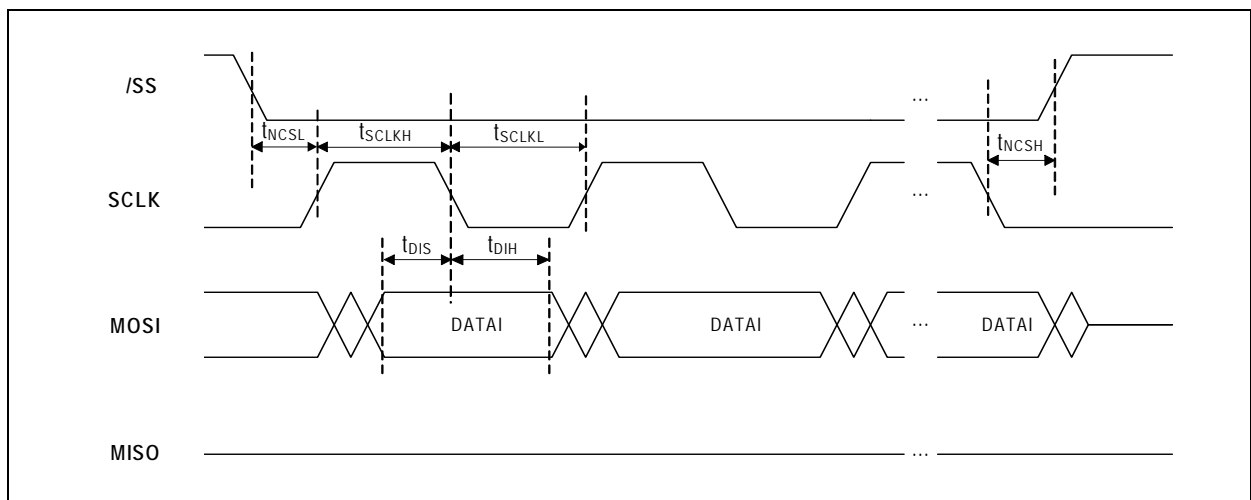 /SS
...
tNCSL
tSCLKH
tSCLKL
tNCSH
SCLK
...
tDIS
tDIH
MOSI
DATAI
DATAI
...
DATAI
MISO
...